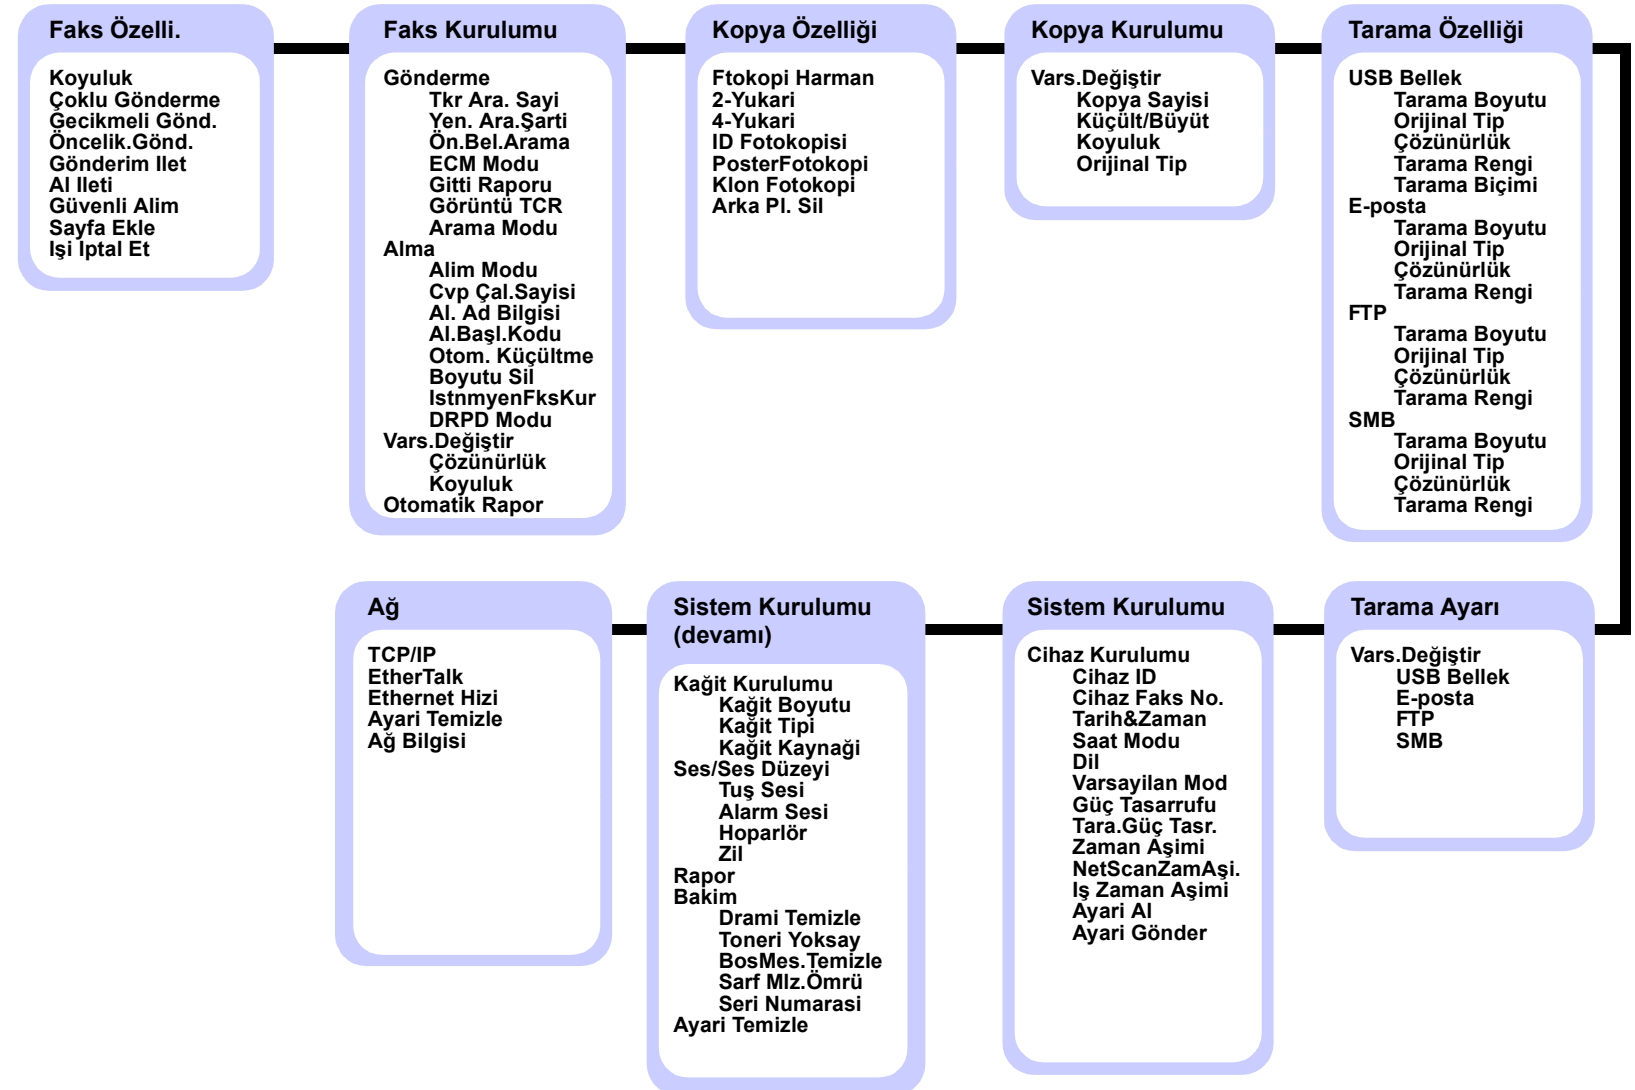 Faks Özelli.
Koyuluk
Çoklu Gönderme
Gecikmeli Gönd.
Öncelik.Gönd.
Gönderim Ilet
Al Ileti
Güvenli Alim
Sayfa Ekle
Işi Iptal Et
Faks Kurulumu
Gönderme
Tkr Ara. Sayi
Yen. Ara.Şarti
Ön.Bel.Arama
ECM Modu
Gitti Raporu
Görüntü TCR
Arama Modu
Alma
Alim Modu
Cvp Çal.Sayisi
Al. Ad Bilgisi
Al.Başl.Kodu
Otom. Küçültme
Boyutu Sil
IstnmyenFksKur
DRPD Modu
Vars.Değiştir
Çözünürlük
Koyuluk
Otomatik Rapor
Kopya Özelliği
Ftokopi Harman
2-Yukari
4-Yukari
ID Fotokopisi
PosterFotokopi
Klon Fotokopi
Arka Pl. Sil
Kopya Kurulumu
Vars.Değiştir
Kopya Sayisi
Küçült/Büyüt
Koyuluk
Orijinal Tip
Tarama Özelliği
USB Bellek
Tarama Boyutu
Orijinal Tip
Çözünürlük
Tarama Rengi
Tarama Biçimi
E-posta
Tarama Boyutu
Orijinal Tip
Çözünürlük
Tarama Rengi
FTP
Tarama Boyutu
Orijinal Tip
Çözünürlük
Tarama Rengi
SMB
Tarama Boyutu
Orijinal Tip
Çözünürlük
Tarama Rengi
Ağ
TCP/IP
EtherTalk
Ethernet Hizi
Ayari Temizle
Ağ Bilgisi
Sistem Kurulumu
(devamı)
Kağit Kurulumu
Kağit Boyutu
Kağit Tipi
Kağit Kaynaği
Ses/Ses Düzeyi
Tuş Sesi
Alarm Sesi
Hoparlör
Zil
Rapor
Bakim
Drami Temizle
Toneri Yoksay
BosMes.Temizle
Sarf Mlz.Ömrü
Seri Numarasi
Ayari Temizle
Sistem Kurulumu
Cihaz Kurulumu
Cihaz ID
Cihaz Faks No.
Tarih&Zaman
Saat Modu
Dil
Varsayilan Mod
Güç Tasarrufu
Tara.Güç Tasr.
Zaman Aşimi
NetScanZamAşi.
Iş Zaman Aşimi
Ayari Al
Ayari Gönder
Tarama Ayarı
Vars.Değiştir
USB Bellek
E-posta
FTP
SMB